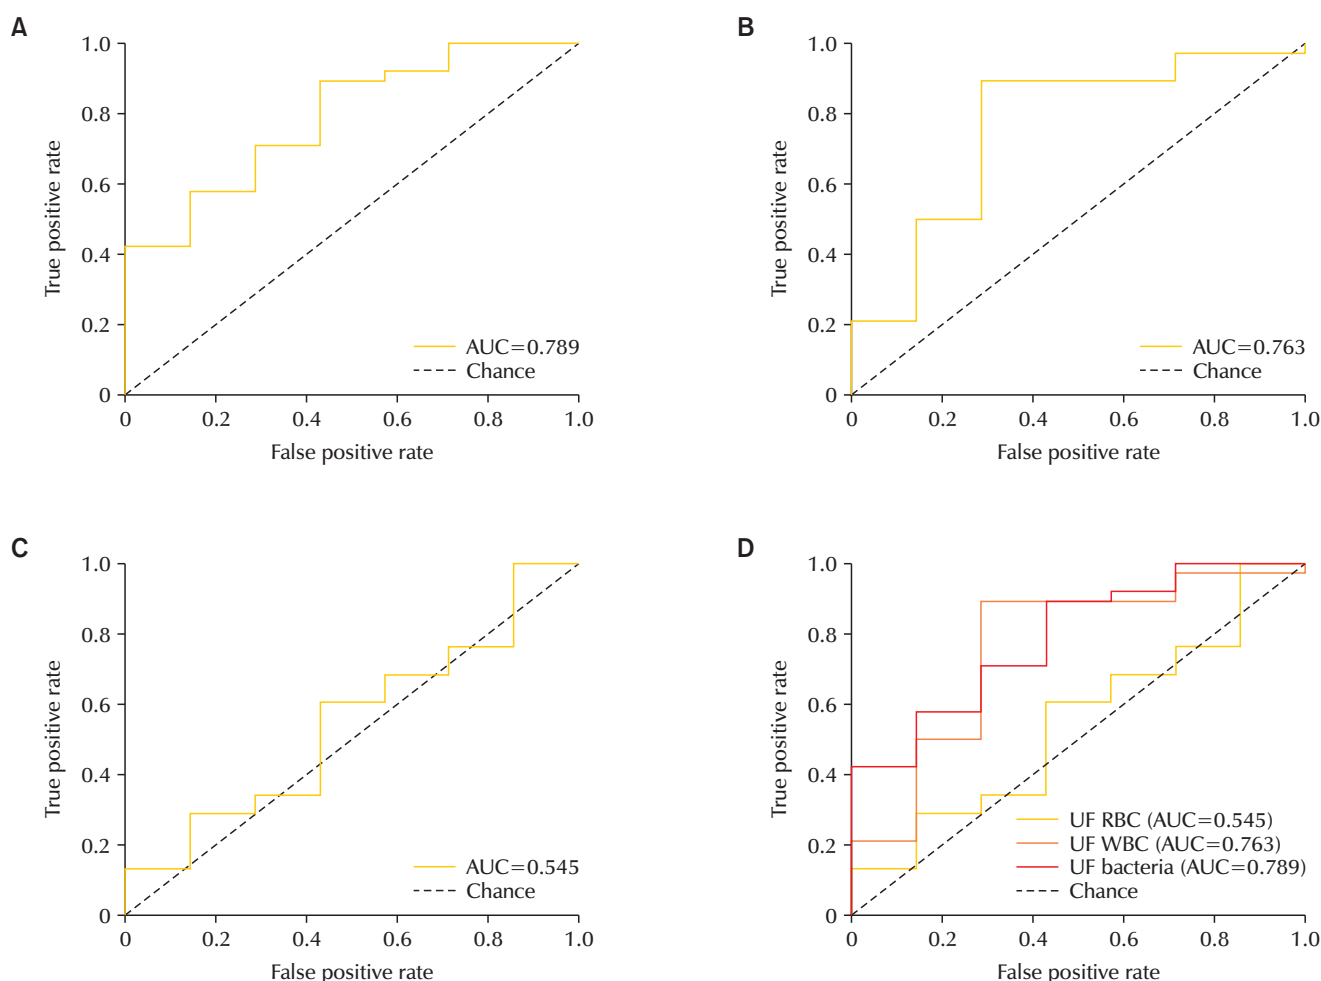 A
1.0
0.8
0.6
0.4
0.2
0
0 0.2 0.4 0.6 0.8 1.0
True positive rate
False positive rate
AUC=0.789
Chance
B
1.0
0.8
0.6
0.4
0.2
0
0 0.2 0.4 0.6 0.8 1.0
True positive rate
False positive rate
AUC=0.763
Chance
C
1.0
0.8
0.6
0.4
0.2
0
0 0.2 0.4 0.6 0.8 1.0
True positive rate
False positive rate
AUC=0.545
Chance
D
1.0
0.8
0.6
0.4
0.2
0
0 0.2 0.4 0.6 0.8 1.0
True positive rate
False positive rate
UF RBC (AUC=0.545)
UF WBC (AUC=0.763)
UF bacteria (AUC=0.789)
Chance